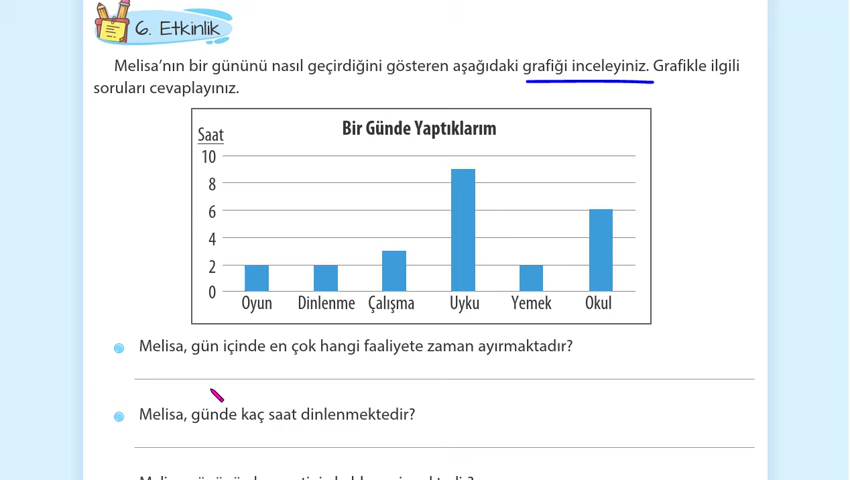 6. Etkinlik
Melisa'nın bir gününü nasıl geçirdiğini gösteren aşağıdaki grafiği inceleyiniz. Grafikle ilgili
soruları cevaplayınız.
Bir Günde Yaptıklarım
Saat
10
8
6
4
2
0
Oyun Dinlenme Çalışma Uyku Yemek Okul
Melisa, gün içinde en çok hangi faaliyete zaman ayırmaktadır?
Melisa, günde kaç saat dinlenmektedir?